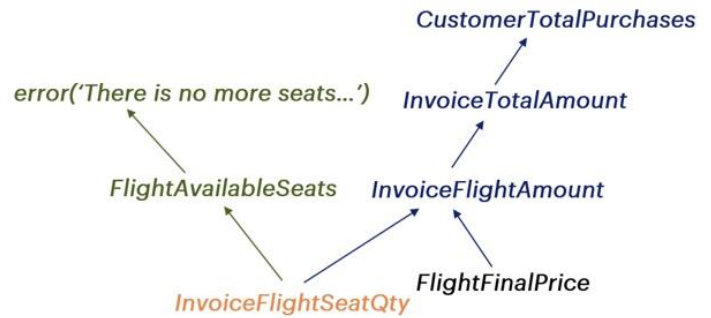 CustomerTotalPurchases
error('There is no more seats...')
InvoiceTotalAmount
FlightAvailableSeats
InvoiceFlightAmount
FlightFinalPrice
InvoiceFlightSeatQty